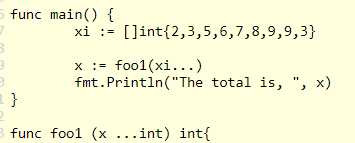 func main() {
xi := []int{2,3,5,6,7,8,9,9,3}
x := foo1(xi...)
fmt.Println("The total is, ", x)
}
func foo1 (x ...int) int{